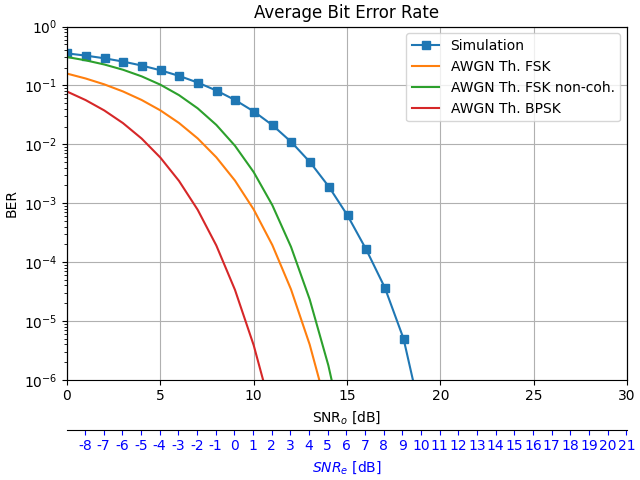 Average Bit Error Rate
10^0
10^-1
10^-2
10^-3
10^-4
10^-5
10^-6
BER
Simulation
AWGN Th. FSK
AWGN Th. FSK non-coh.
AWGN Th. BPSK
0 5 10 15 20 25 30
SNR_o [dB]
-8 -7 -6 -5 -4 -3 -2 -1 0 1 2 3 4 5 6 7 8 9 10 11 12 13 14 15 16 17 18 19 20 21
SNR_e [dB]